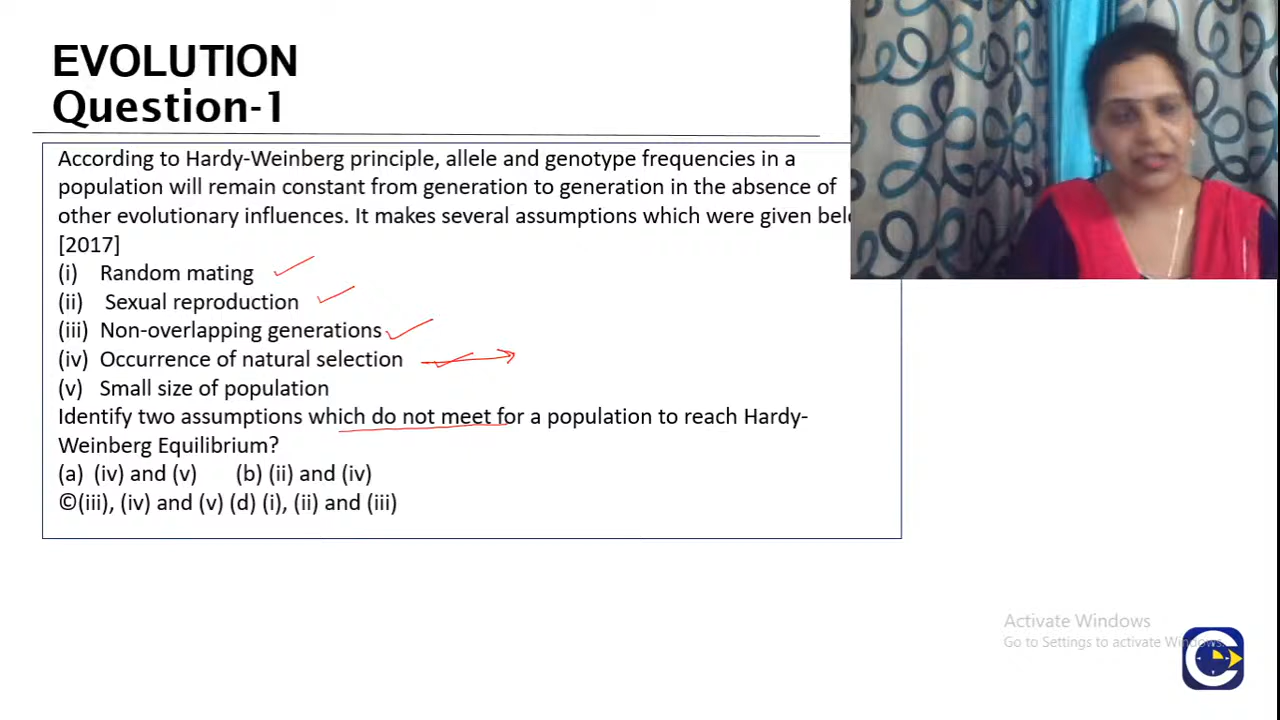 EVOLUTION
Question-1
According to Hardy-Weinberg principle, allele and genotype frequencies in a
population will remain constant from generation to generation in the absence of
other evolutionary influences. It makes several assumptions which were given
[2017]
(i) Random mating
(ii) Sexual reproduction
(iii) Non-overlapping generations
(iv) Occurrence of natural selection
(v) Small size of population
Identify two assumptions which do not meet for a population to reach Hardy-
Weinberg Equilibrium?
(a) (iv) and (v) (b) (ii) and (iv)
©(iii), (iv) and (v) (d) (i), (ii) and (iii)
Activate Windows
Go to Settings to activate Windows.